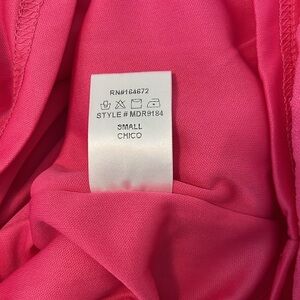 RN#164672
STYLE # MDR9184
SMALL
CHICO